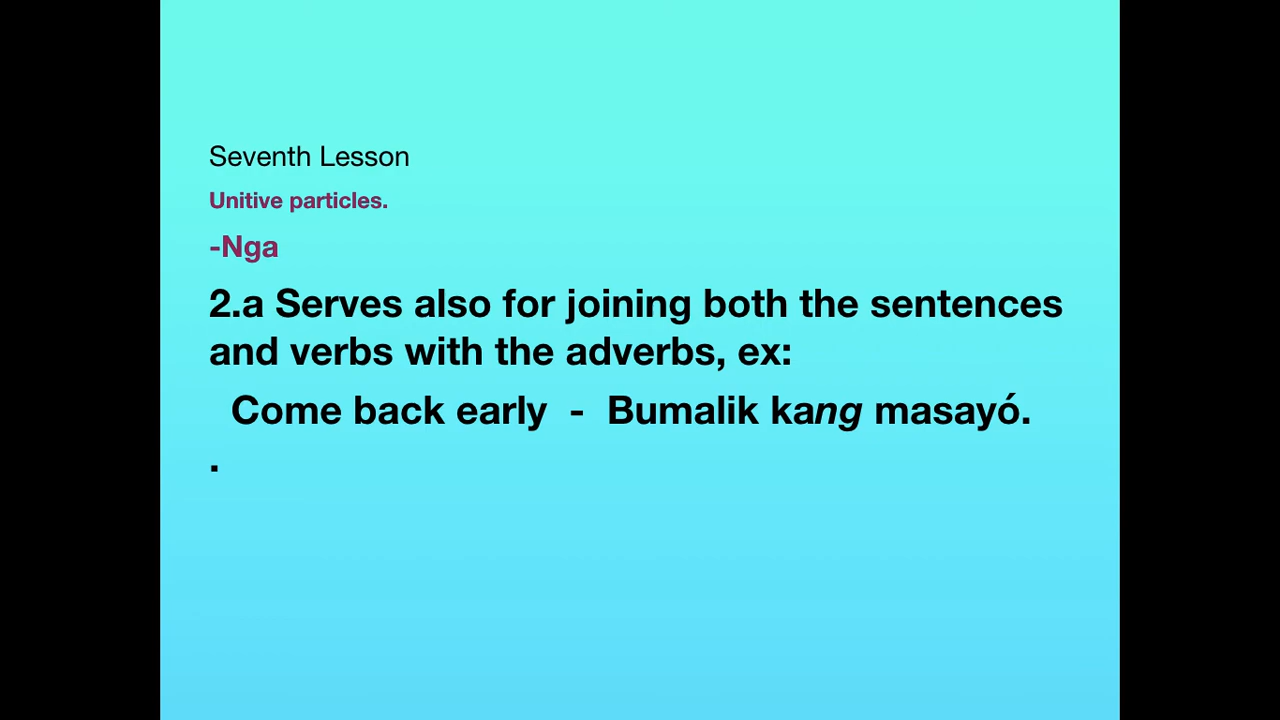 Seventh Lesson
Unitive particles.
-Nga
2.a Serves also for joining both the sentences
and verbs with the adverbs, ex:
Come back early - Bumalik kang masayó.
.